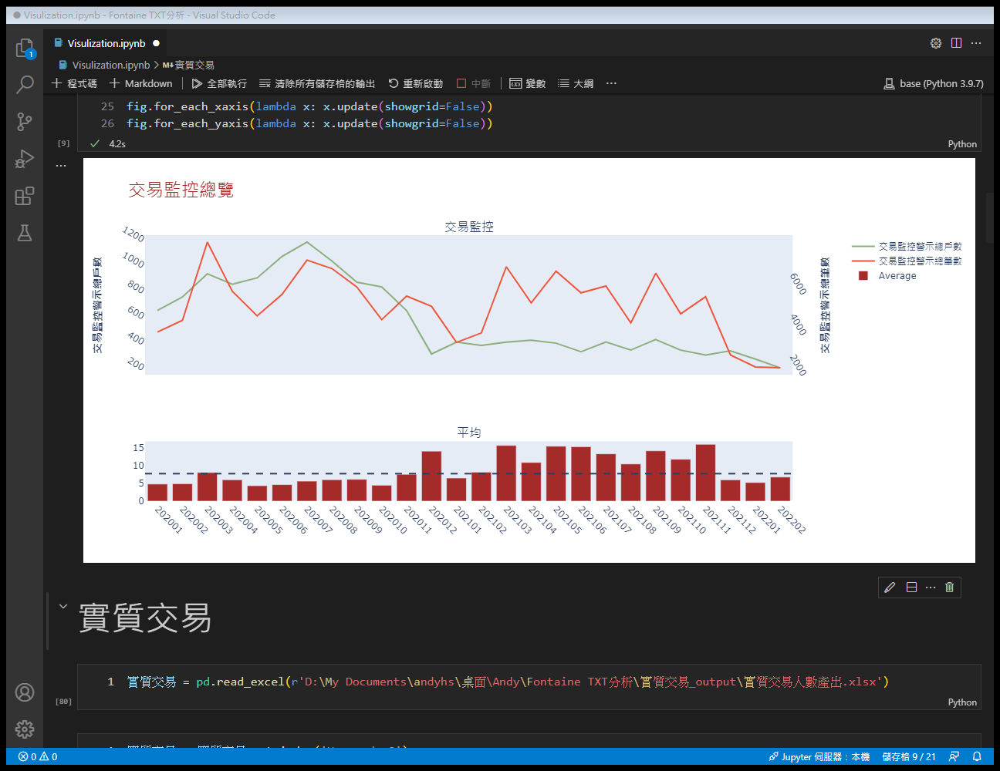 Visulization.ipynb - Fontaine TXT分析 - Visual Studio Code
1
Visulization.ipynb
Visulization.ipynb > M↓實質交易
程式碼 Markdown 全部執行 清除所有儲存格的輸出 重新啟動 中斷 變數 大綱 ... base (Python 3.9.7)
25 fig.for_each_xaxis(lambda x: x.update(showgrid=False))
26 fig.for_each_yaxis(lambda x: x.update(showgrid=False))
[9] 4.2s Python
交易監控總覽
交易監控
1200
1000
800
600
400
200
交易監控警示總戶數
6000
4000
2000
交易監控警示總筆數
交易監控警示總戶數
交易監控警示總筆數
Average
平均
15
10
5
0
202001 202002 202003 202004 202005 202006 202007 202008 202009 202010 202011 202012 202101 202102 202103 202104 202105 202106 202107 202108 202109 202110 202111 202112 202201 202202
實質交易
1 實質交易 = pd.read_excel(r'D:\My Documents\andyhs\桌面\Andy\Fontaine TXT分析\實質交易_output\實質交易人數產出.xlsx')
[80] Python
0 0 Jupyter 伺服器：本機 儲存格 9 / 21